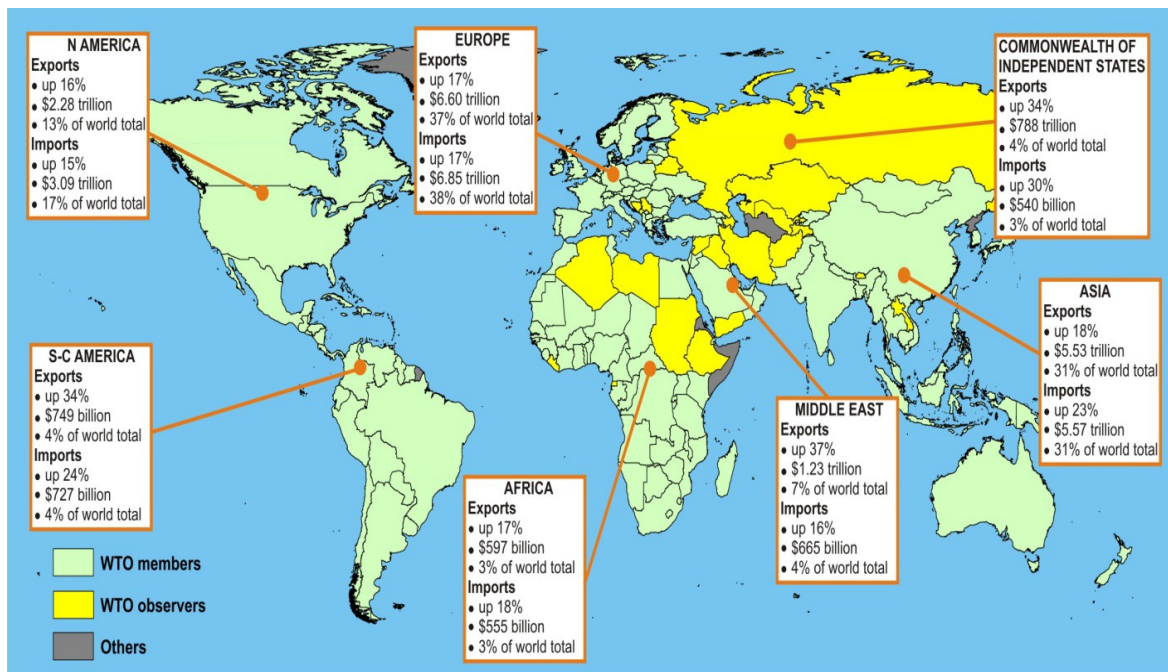 N AMERICA
Exports
• up 16%
• $2.28 trillion
• 13% of world total
Imports
• up 15%
• $3.09 trillion
• 17% of world total
EUROPE
Exports
• up 17%
• $6.60 trillion
• 37% of world total
Imports
• up 17%
• $6.85 trillion
• 38% of world total
COMMONWEALTH OF
INDEPENDENT STATES
Exports
• up 34%
• $788 trillion
• 4% of world total
Imports
• up 30%
• $540 billion
• 3% of world total
S-C AMERICA
Exports
• up 34%
• $749 billion
• 4% of world total
Imports
• up 24%
• $727 billion
• 4% of world total
AFRICA
Exports
• up 17%
• $597 billion
• 3% of world total
Imports
• up 18%
• $555 billion
• 3% of world total
MIDDLE EAST
Exports
• up 37%
• $1.23 trillion
• 7% of world total
Imports
• up 16%
• $665 billion
• 4% of world total
ASIA
Exports
• up 18%
• $5.53 trillion
• 31% of world total
Imports
• up 23%
• $5.57 trillion
• 31% of world total
WTO members
WTO observers
Others